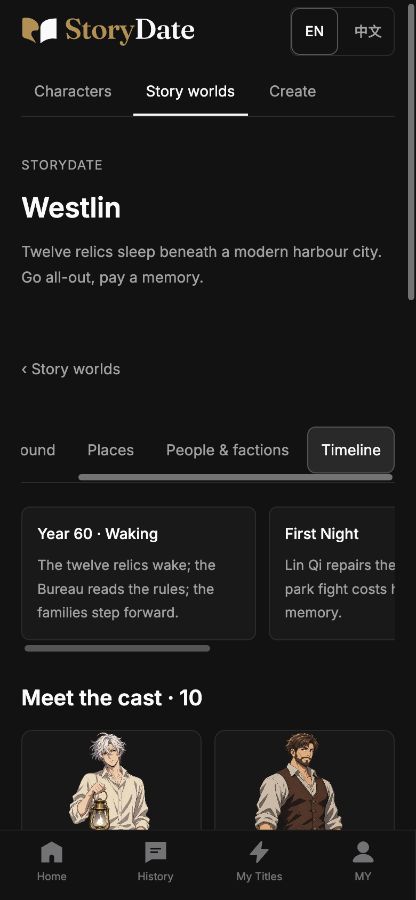 StoryDate
EN
中文
Characters
Story worlds
Create
STORYDATE
Westlin
Twelve relics sleep beneath a modern harbour city.
Go all-out, pay a memory.
‹ Story worlds
ound
Places
People & factions
Timeline
Year 60 · Waking
The twelve relics wake; the
Bureau reads the rules; the
families step forward.
First Night
Lin Qi repairs the
park fight costs
memory.
Meet the cast · 10
Home
History
My Titles
MY